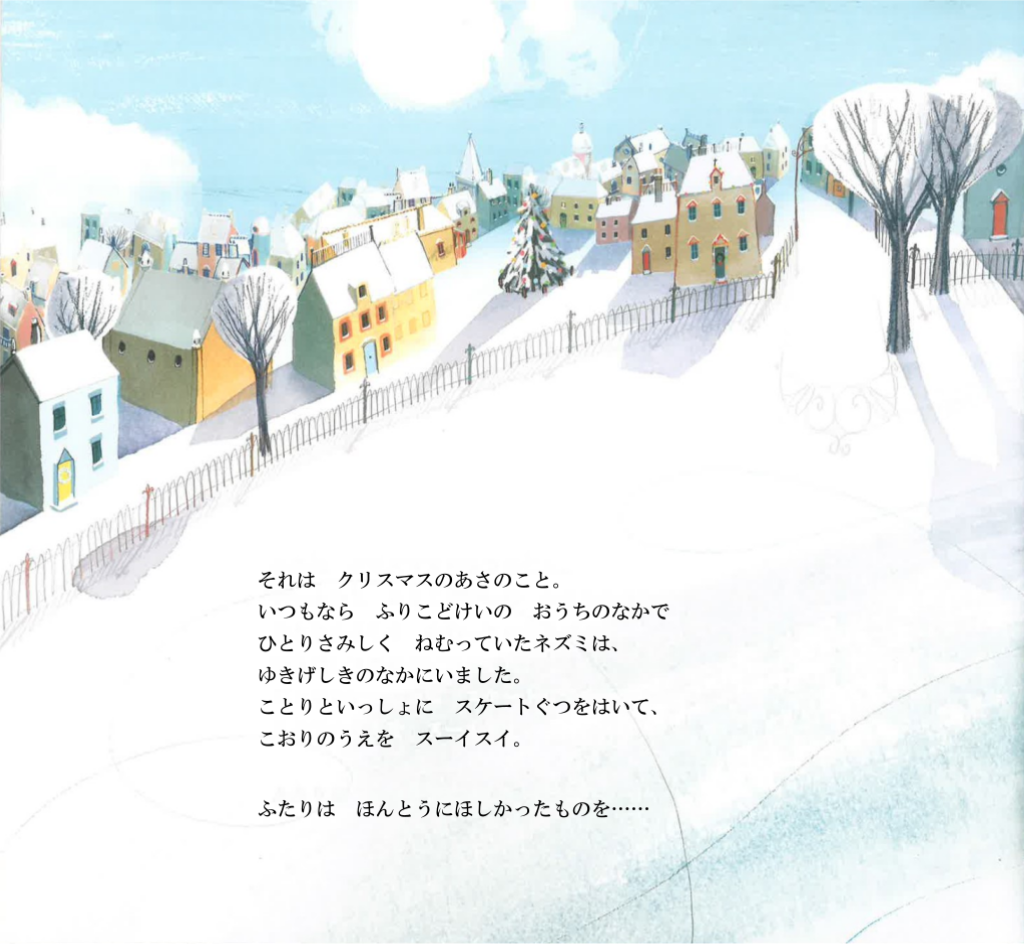 それは　クリスマスのあさのこと。
いつもなら　ふりこどけいの　おうちのなかで
ひとりさみしく　ねむっていたネズミは、
ゆきげしきのなかにいました。
ことりといっしょに　スケートぐつをはいて、
こおりのうえを　スーイスイ。
ふたりは　ほんとうにほしかったものを……